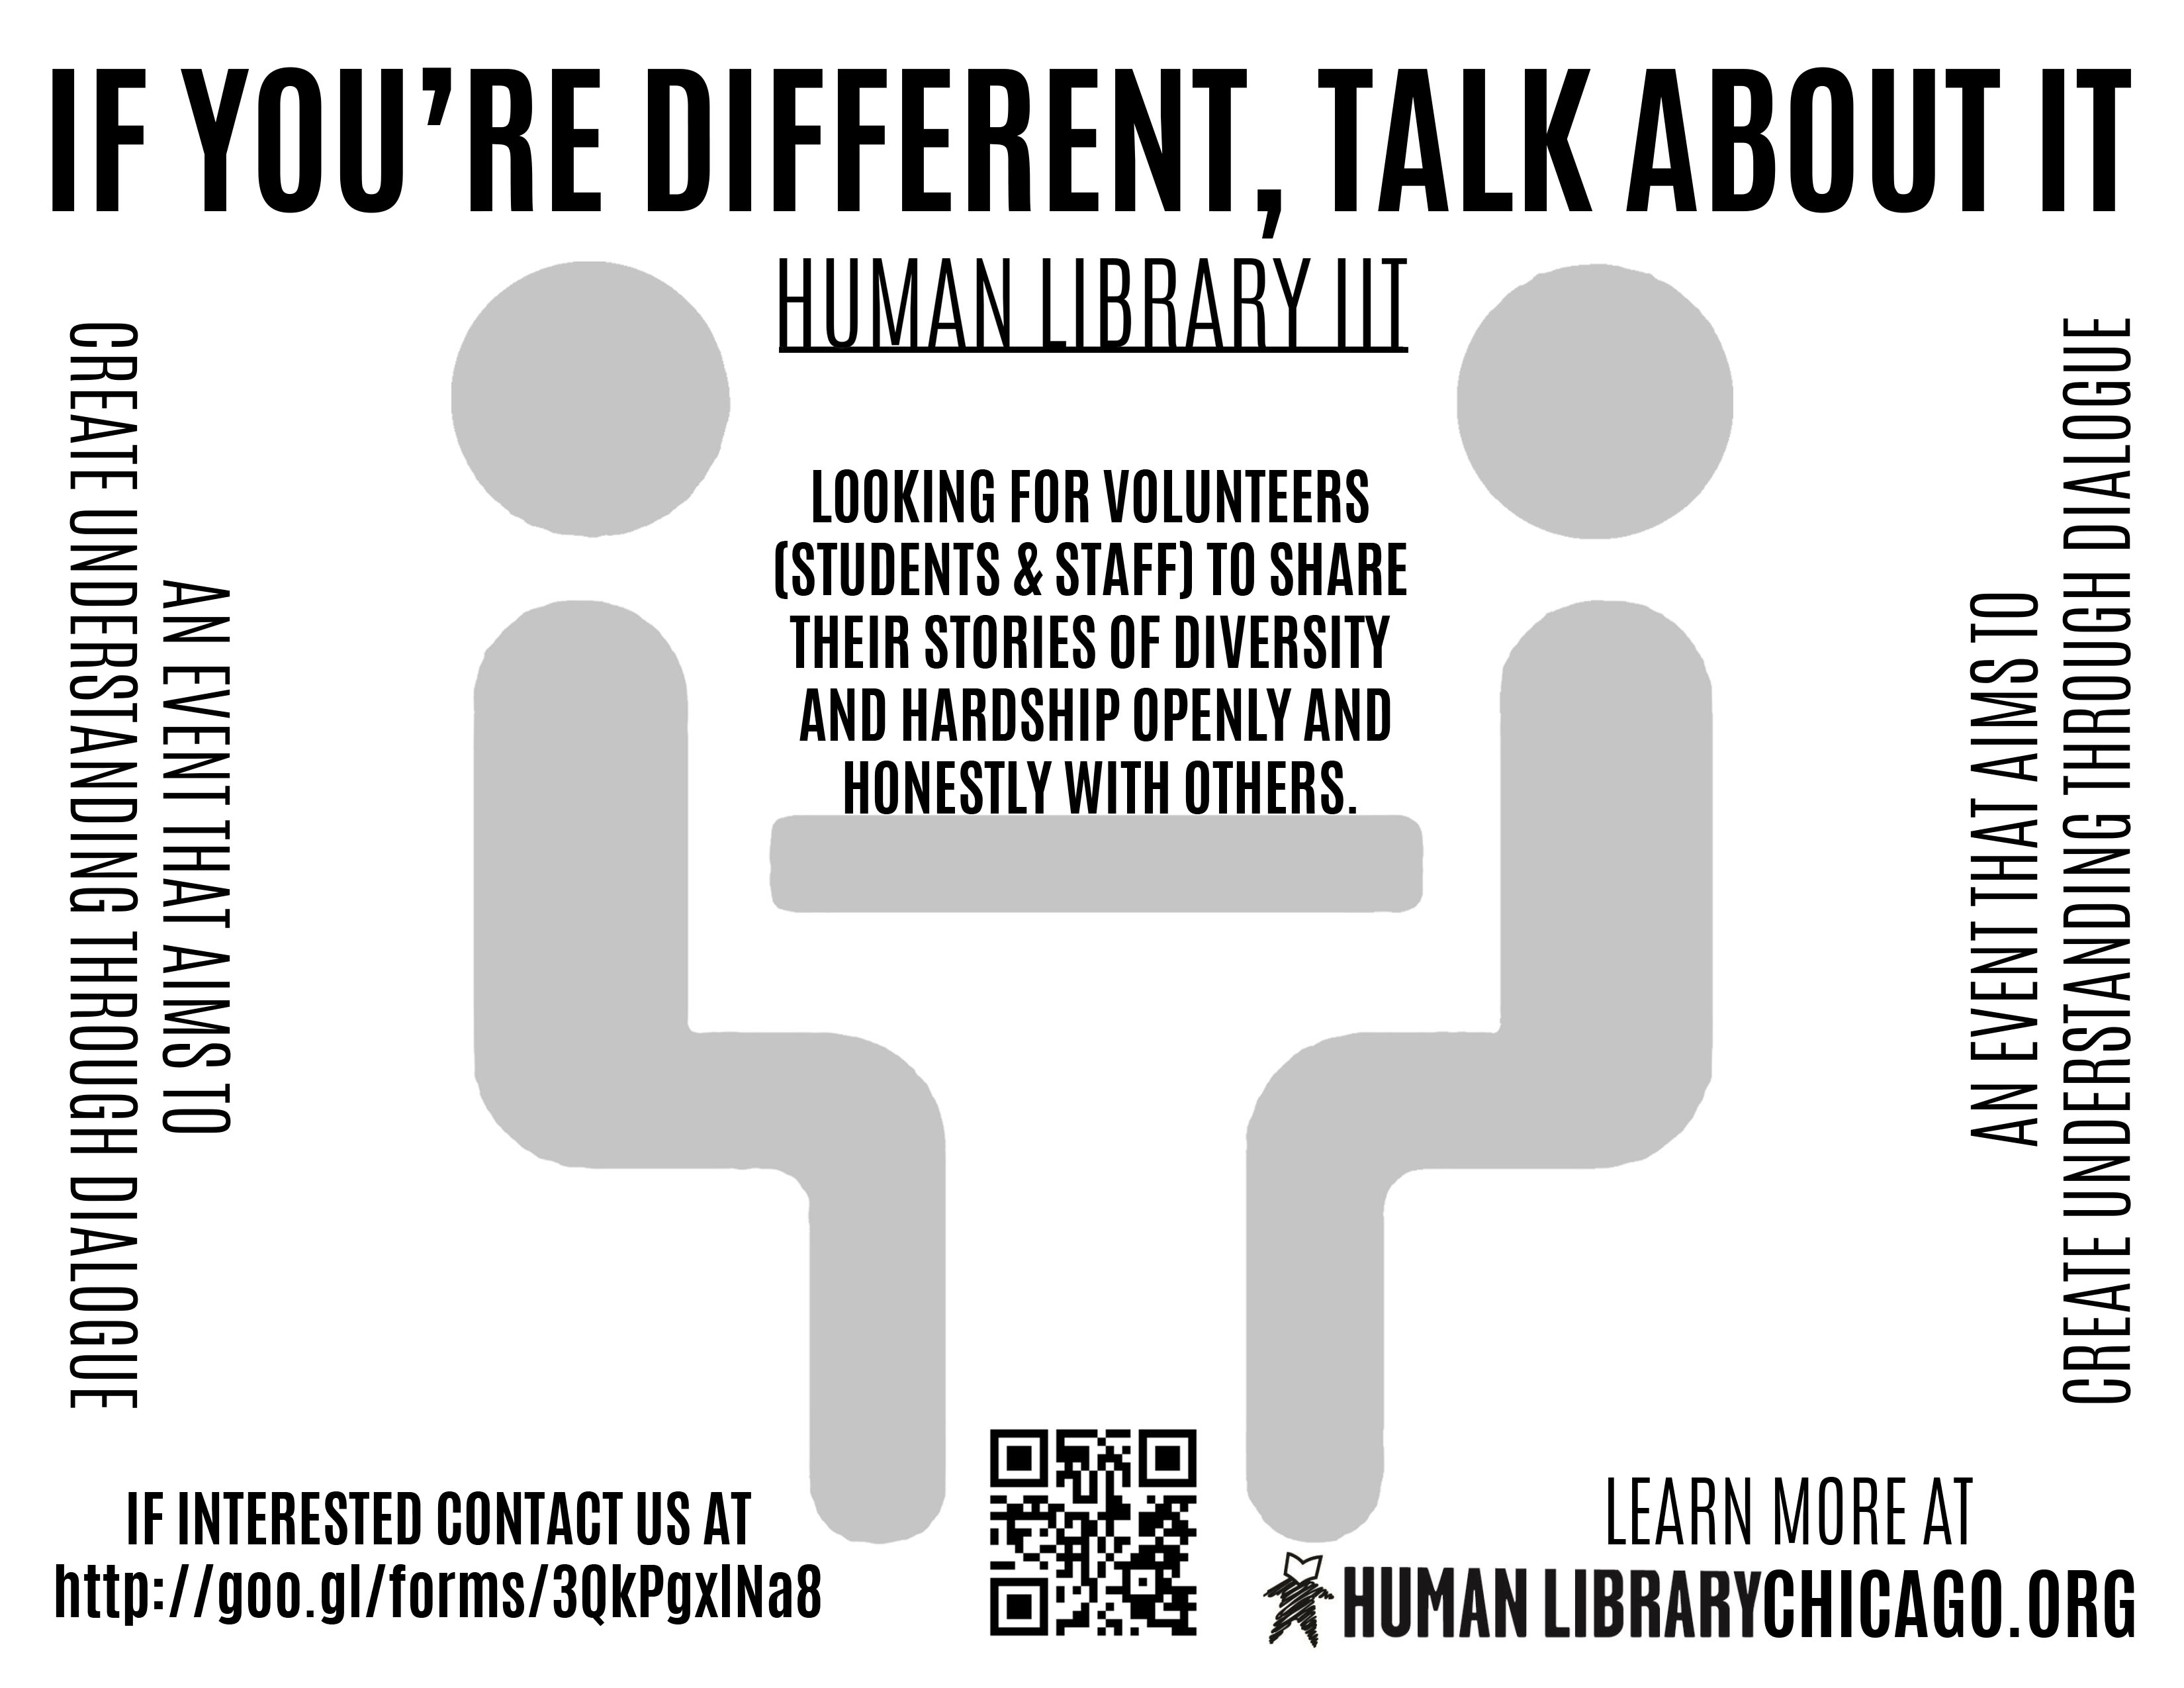 IF YOU’RE DIFFERENT, TALK ABOUT IT
HUMAN LIBRARY III
CREATE UNDERSTANDING THROUGH DIALOGUE
AN EVENT THAT AIMS TO
LOOKING FOR VOLUNTEERS
(STUDENTS & STAFF) TO SHARE
THEIR STORIES OF DIVERSITY
AND HARDSHIP OPENLY AND
HONESTLY WITH OTHERS.
AN EVENT THAT AIMS TO
CREATE UNDERSTANDING THROUGH DIALOGUE
IF INTERESTED CONTACT US AT
http://goo.gl/forms/3QkPgxlNa8
LEARN MORE AT
HUMAN LIBRARYCHICAGO.ORG